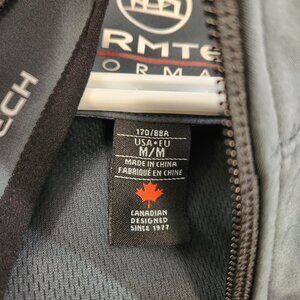 RMTE
ORMA
ECH
170/88A
USA•EU
M/M
MADE IN CHINA
FABRIQUÉ EN CHINE
CANADIAN
DESIGNED
SINCE 1977